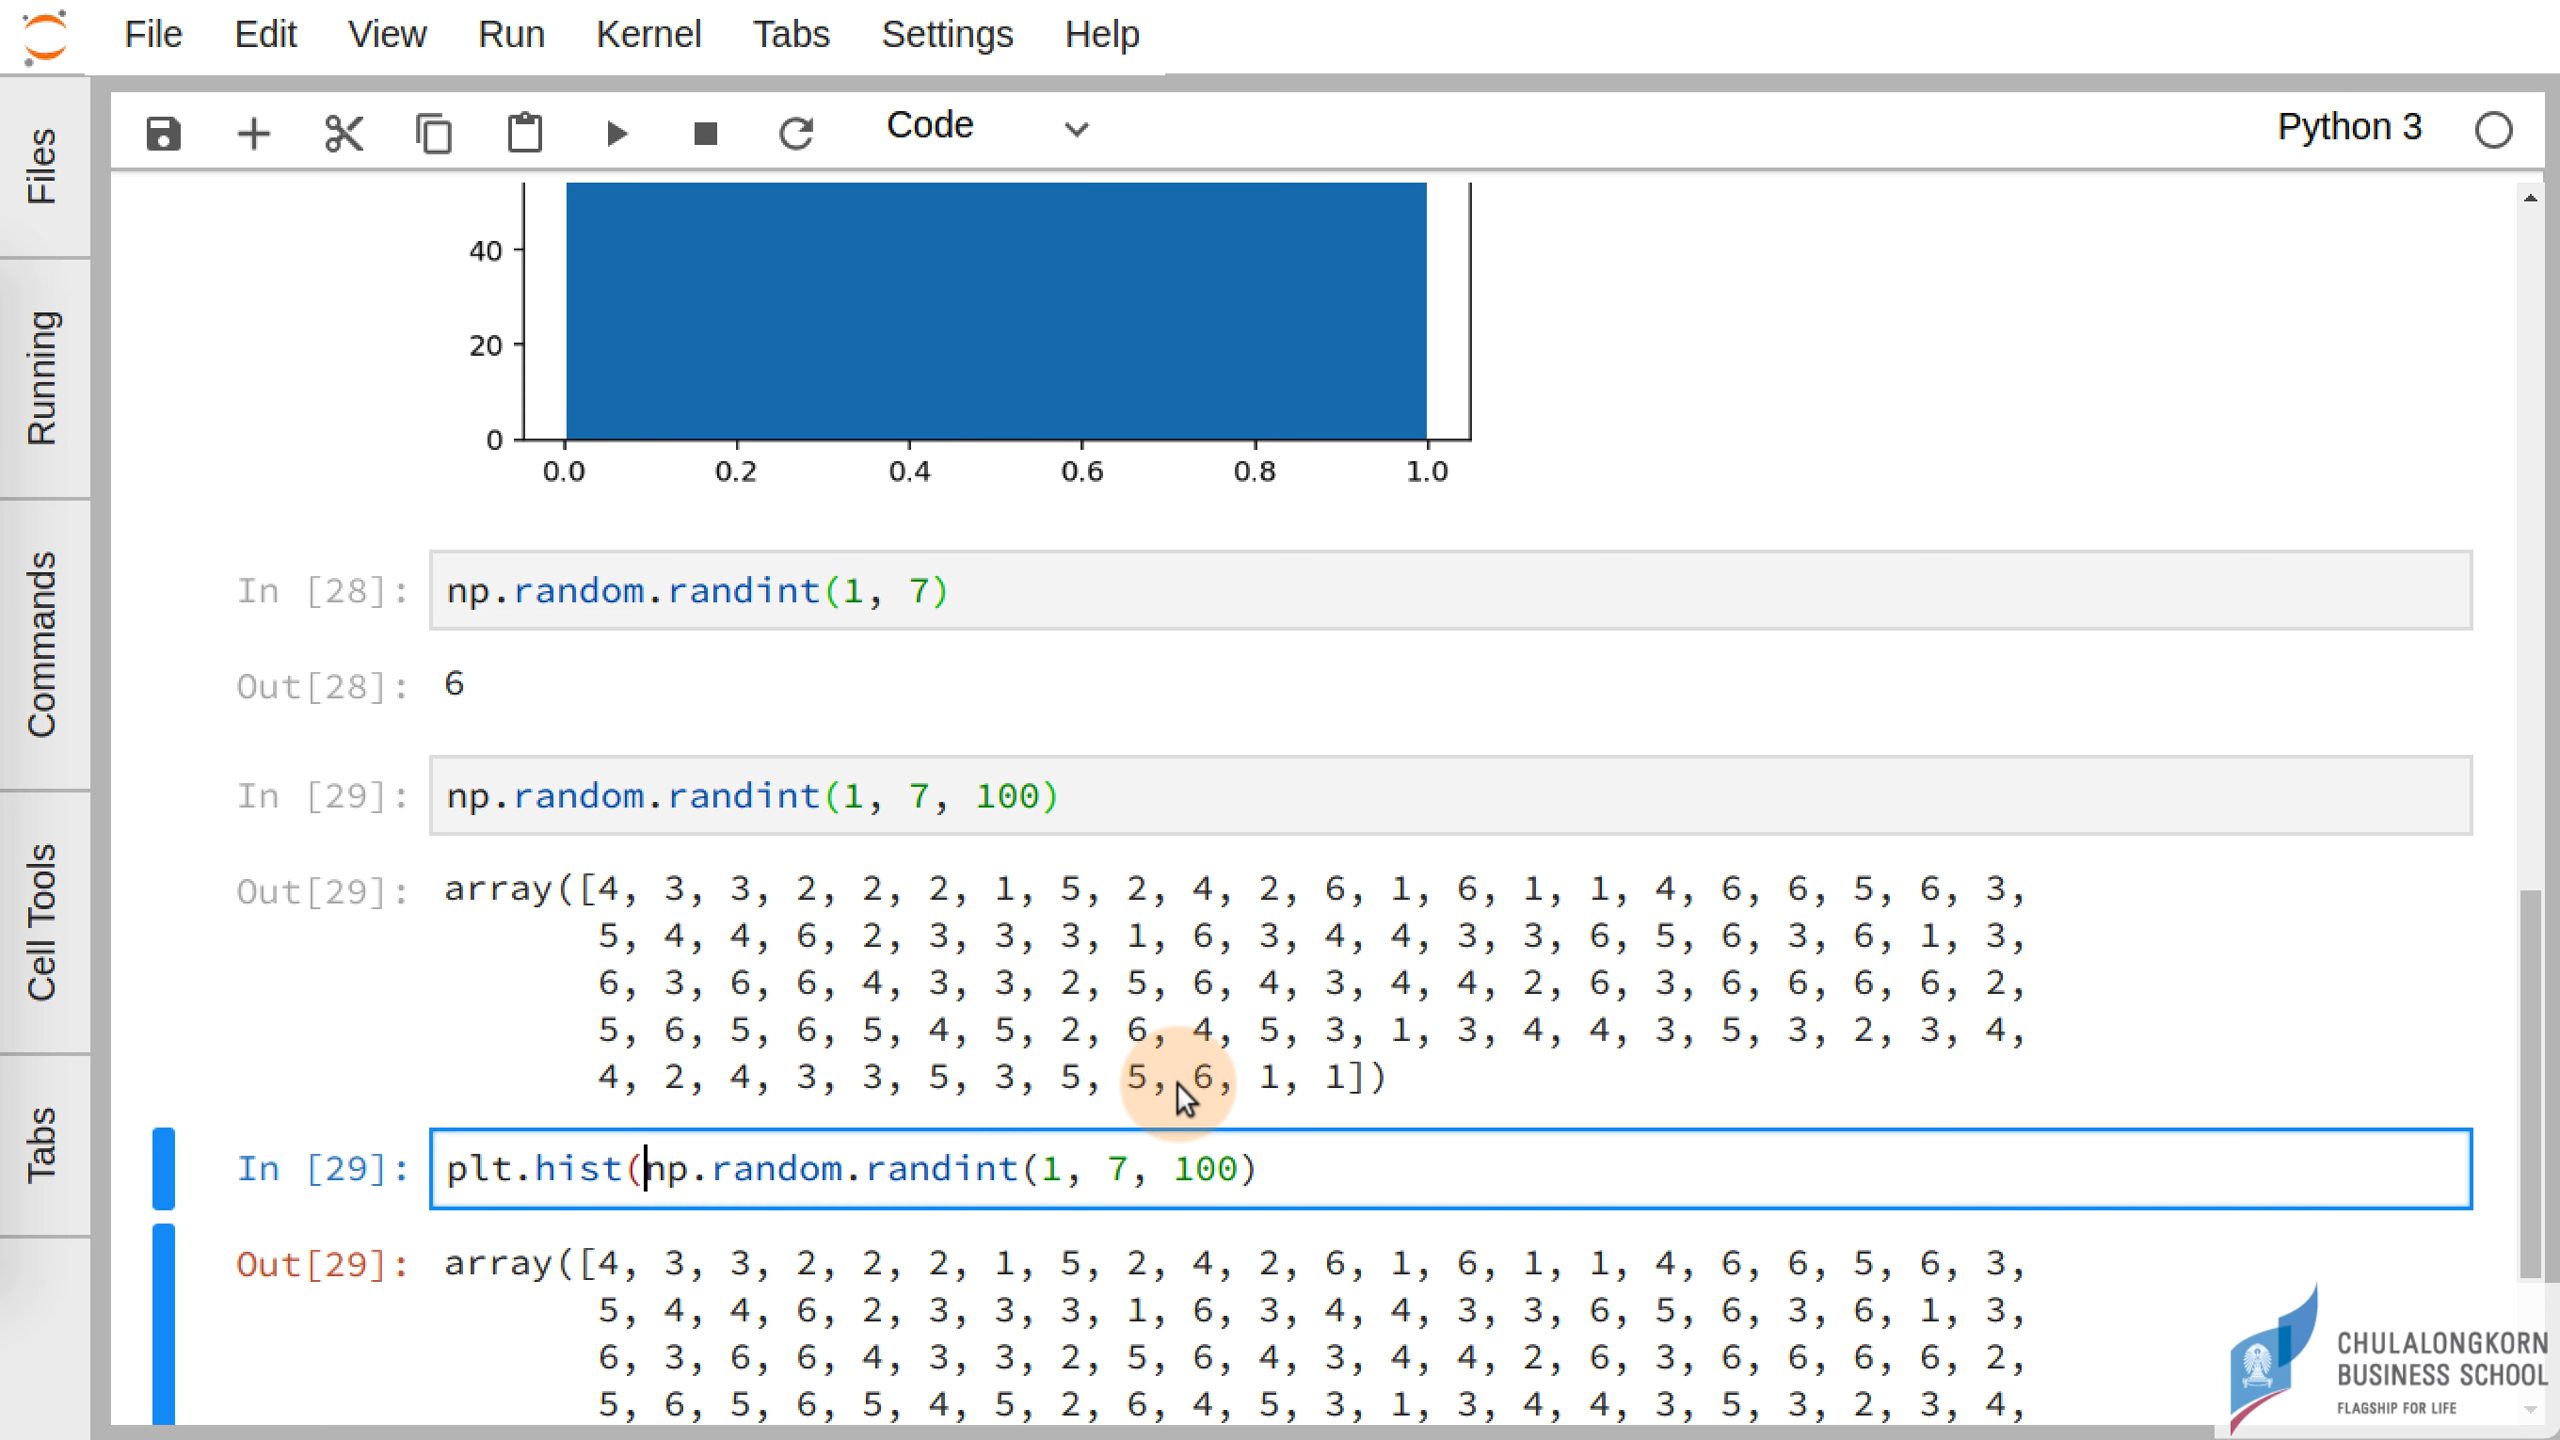 File Edit View Run Kernel Tabs Settings Help
Code
Python 3
Files
Running
Commands
Cell Tools
Tabs
40
20
0
0.0 0.2 0.4 0.6 0.8 1.0
In [28]: np.random.randint(1, 7)
Out[28]: 6
In [29]: np.random.randint(1, 7, 100)
Out[29]: array([4, 3, 3, 2, 2, 2, 1, 5, 2, 4, 2, 6, 1, 6, 1, 1, 4, 6, 6, 5, 6, 3,
5, 4, 4, 6, 2, 3, 3, 3, 1, 6, 3, 4, 4, 3, 3, 6, 5, 6, 3, 6, 1, 3,
6, 3, 6, 6, 4, 3, 3, 2, 5, 6, 4, 3, 4, 4, 2, 6, 3, 6, 6, 6, 6, 2,
5, 6, 5, 6, 5, 4, 5, 2, 6, 4, 5, 3, 1, 3, 4, 4, 3, 5, 3, 2, 3, 4,
4, 2, 4, 3, 3, 5, 3, 5, 5, 6, 1, 1])
In [29]: plt.hist(np.random.randint(1, 7, 100)
Out[29]: array([4, 3, 3, 2, 2, 2, 1, 5, 2, 4, 2, 6, 1, 6, 1, 1, 4, 6, 6, 5, 6, 3,
5, 4, 4, 6, 2, 3, 3, 3, 1, 6, 3, 4, 4, 3, 3, 6, 5, 6, 3, 6, 1, 3,
6, 3, 6, 6, 4, 3, 3, 2, 5, 6, 4, 3, 4, 4, 2, 6, 3, 6, 6, 6, 6, 2,
5, 6, 5, 6, 5, 4, 5, 2, 6, 4, 5, 3, 1, 3, 4, 4, 3, 5, 3, 2, 3, 4,
CHULALONGKORN
BUSINESS SCHOOL
FLAGSHIP FOR LIFE